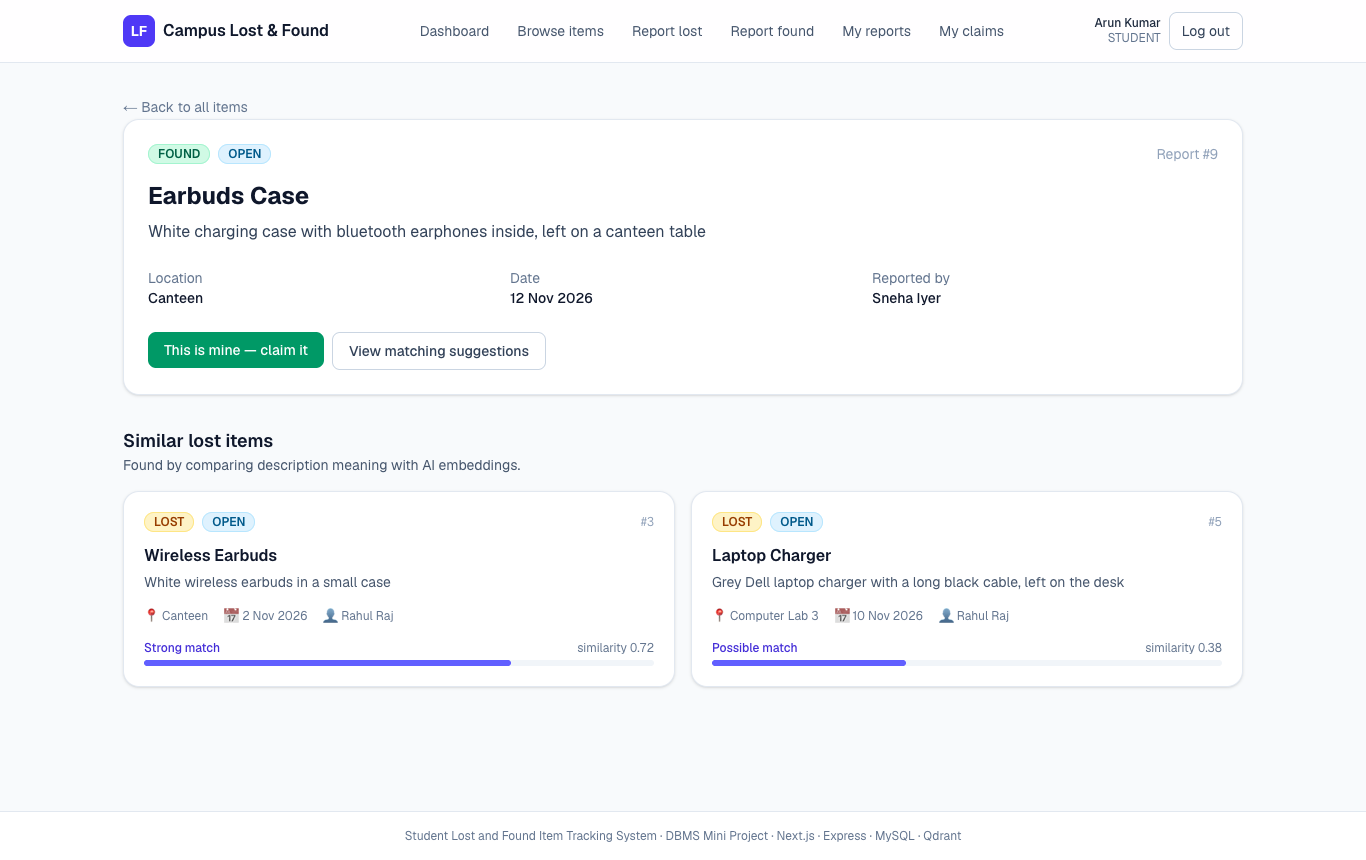 LF Campus Lost & Found Dashboard Browse items Report lost Report found My reports My claims Arun Kumar STUDENT Log out
← Back to all items
FOUND OPEN Report #9
Earbuds Case
White charging case with bluetooth earphones inside, left on a canteen table
Location Date Reported by
Canteen 12 Nov 2026 Sneha Iyer
This is mine — claim it View matching suggestions
Similar lost items
Found by comparing description meaning with AI embeddings.
LOST OPEN #3
Wireless Earbuds
White wireless earbuds in a small case
📍 Canteen 📅 2 Nov 2026 👤 Rahul Raj
Strong match similarity 0.72
LOST OPEN #5
Laptop Charger
Grey Dell laptop charger with a long black cable, left on the desk
📍 Computer Lab 3 📅 10 Nov 2026 👤 Rahul Raj
Possible match similarity 0.38
Student Lost and Found Item Tracking System · DBMS Mini Project · Next.js · Express · MySQL · Qdrant